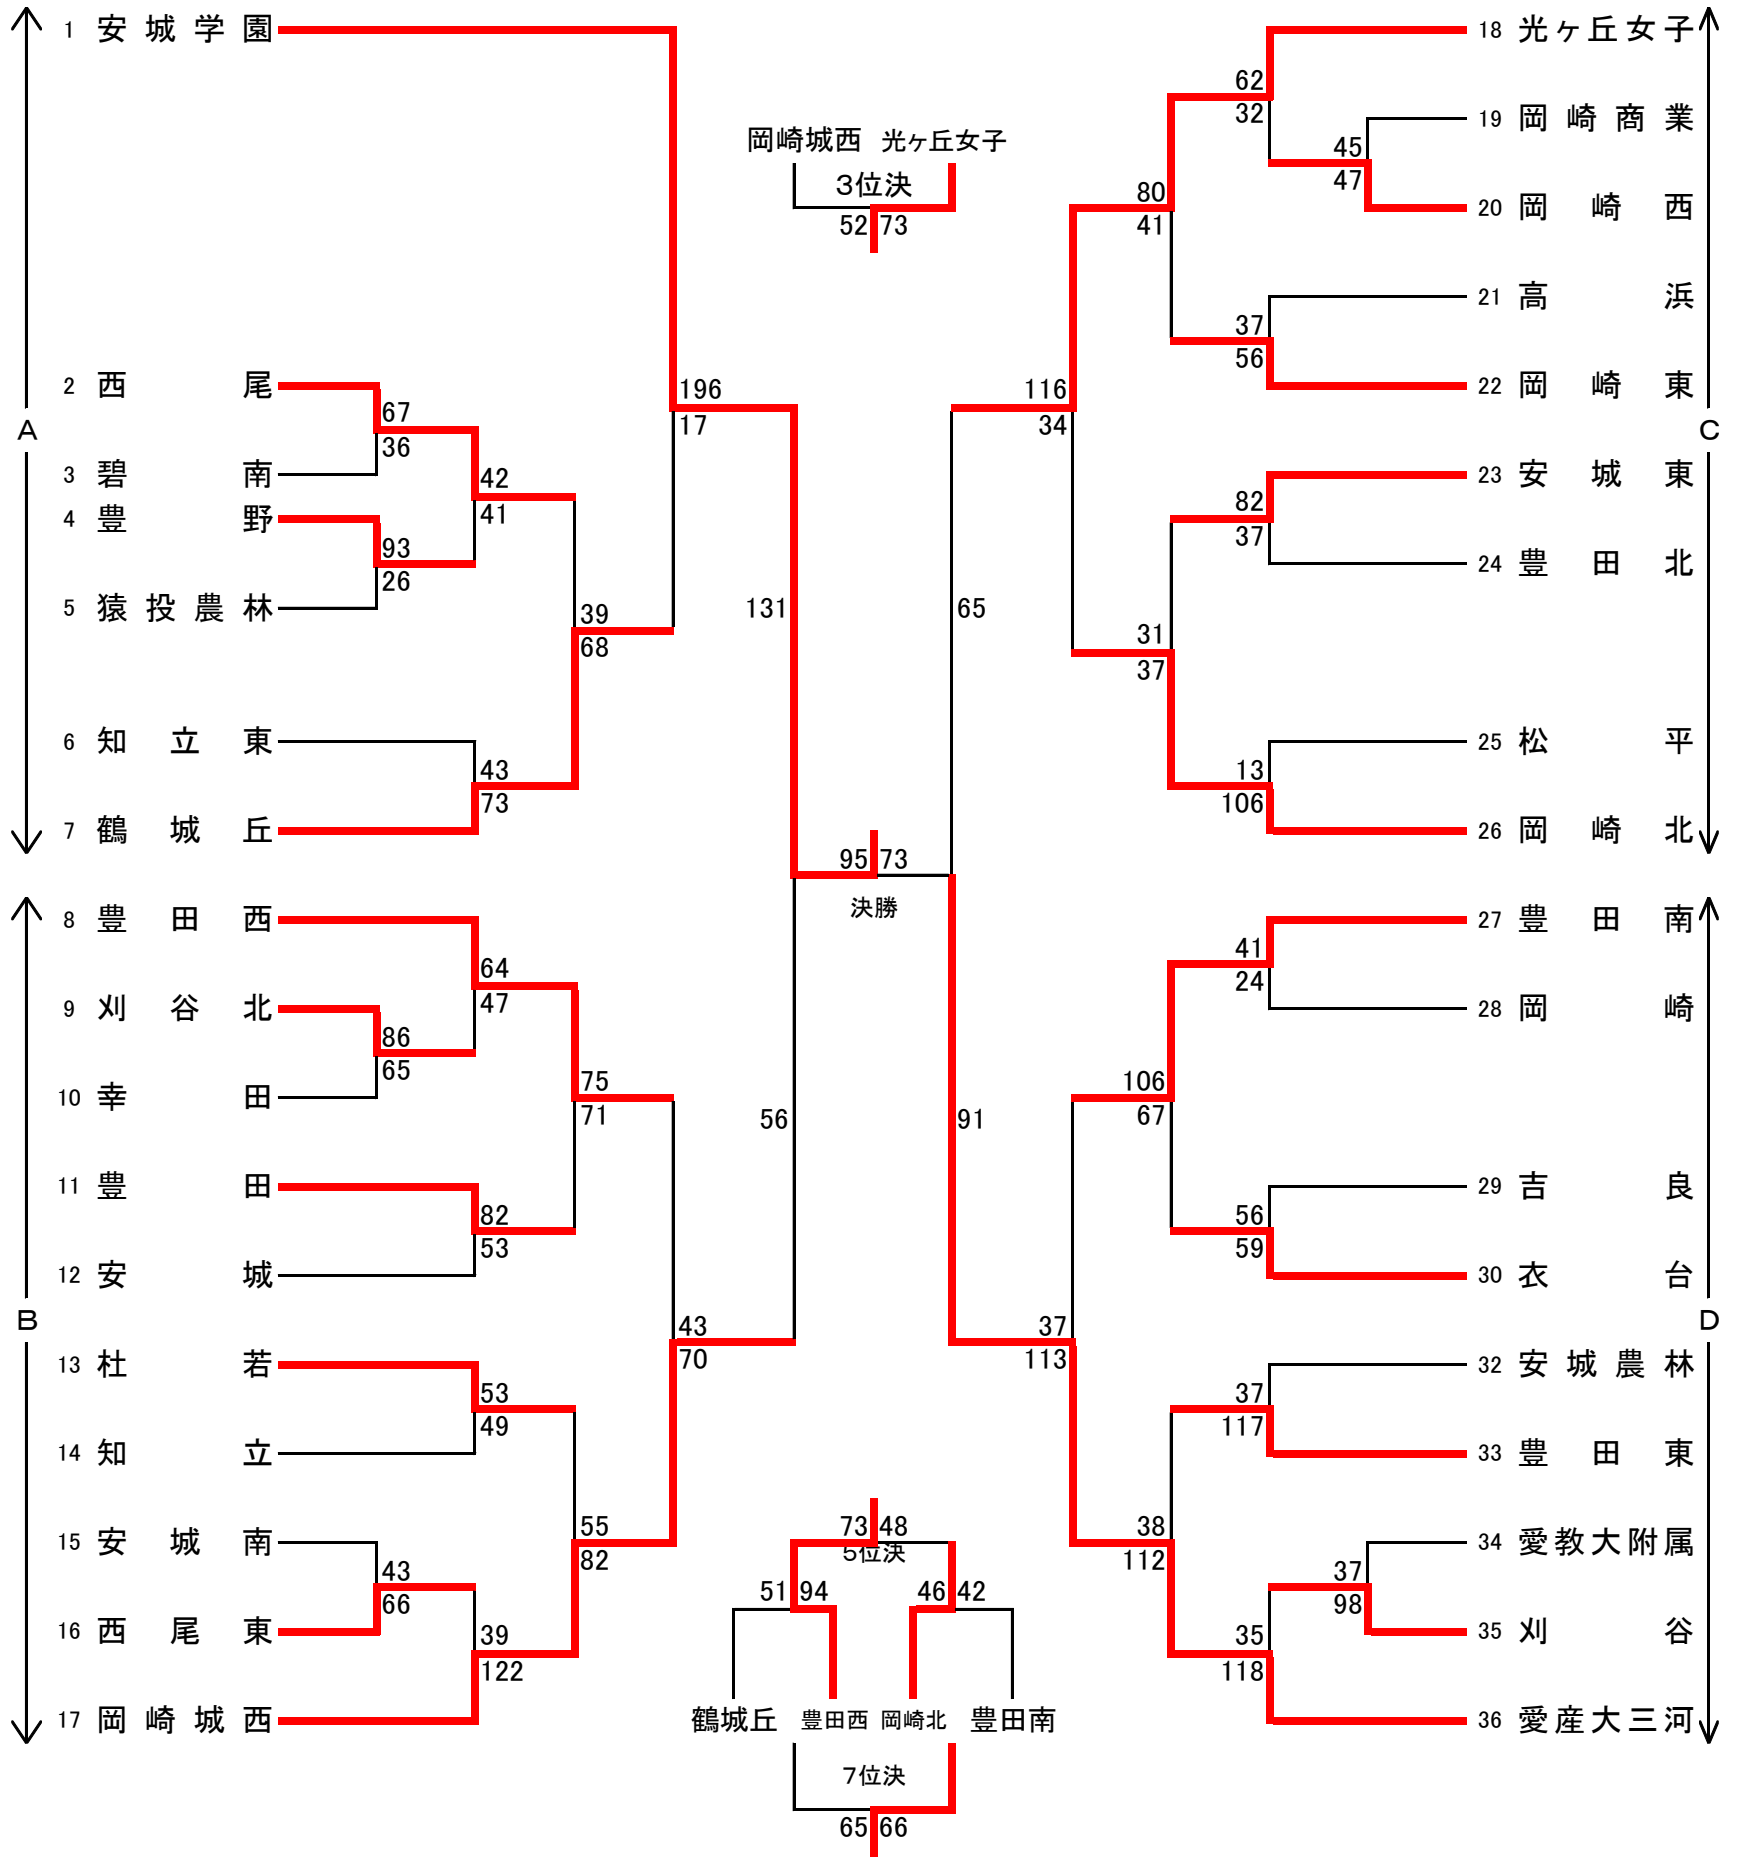 1 安城学園
2 西尾
3 碧南
4 豊野
5 猿投農林
6 知立東
7 鶴城丘
A
67
36
93
26
42
41
43
73
39
68
196
17
131
8 豊田西
9 刈谷北
10 幸田
11 豊田
12 安城
13 杜若
14 知立
15 安城南
16 西尾東
17 岡崎城西
B
86
65
64
47
82
53
75
71
53
49
43
66
39
122
55
82
43
70
56
岡崎城西 光ヶ丘女子
3位決
52 73
95 73
決勝
73 48
5位決
51 94 46 42
鶴城丘 豊田西 岡崎北 豊田南
7位決
65 66
18 光ヶ丘女子
19 岡崎商業
20 岡崎西
21 高浜
22 岡崎東
23 安城東
24 豊田北
25 松平
26 岡崎北
C
62
32
45
47
80
41
37
56
116
34
82
37
31
37
13
106
65
27 豊田南
28 岡崎
29 吉良
30 衣台
32 安城農林
33 豊田東
34 愛教大附属
35 刈谷
36 愛産大三河
D
41
24
106
67
56
59
91
37
113
37
117
38
112
37
98
35
118